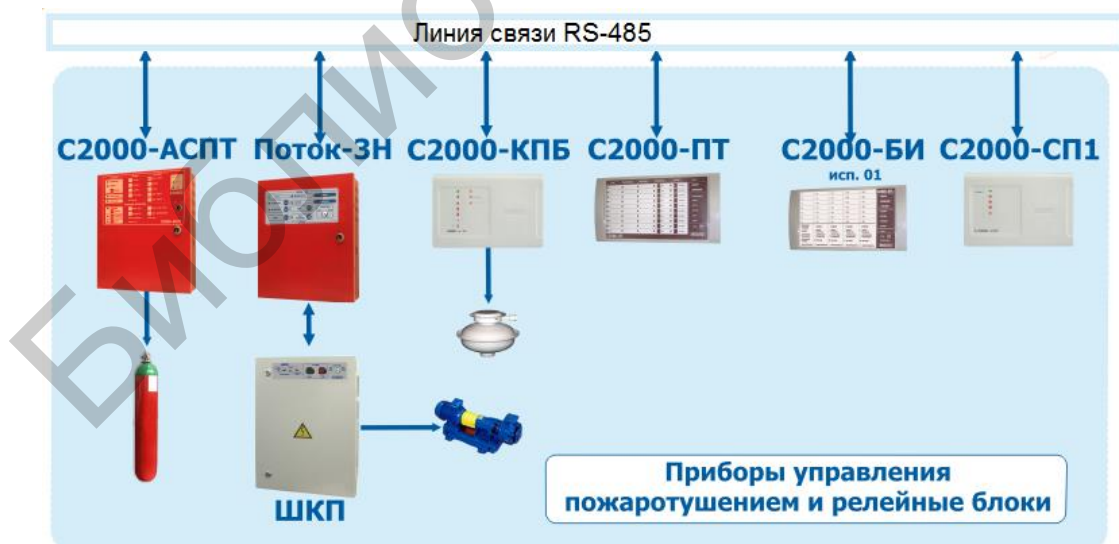 Линия связи RS-485
С2000-АСПТ Поток-3Н С2000-КПБ С2000-ПТ С2000-БИ С2000-СП1
исп. 01
ШКП
Приборы управления
пожаротушением и релейные блоки